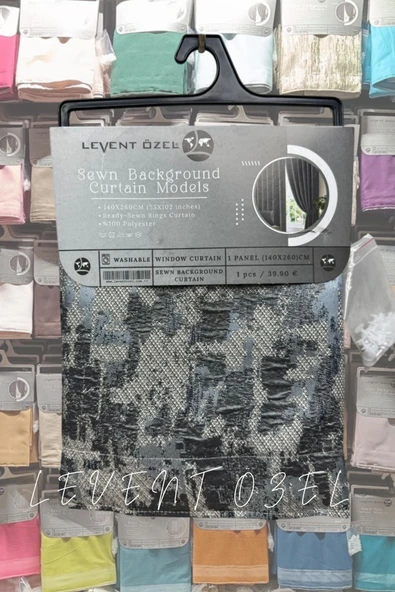 LEVENT ÖZEL
Sewn Background
Curtain Models
• 140X260CM (55X102 inches)
• Ready-Sewn Rings Curtain
• %100 Polyester
WASHABLE
WINDOW CURTAIN
1 PANEL (140X260)CM
SEWN BACKGROUND
CURTAIN
1 pcs / 39.90 €
LEVENT ÖZEL